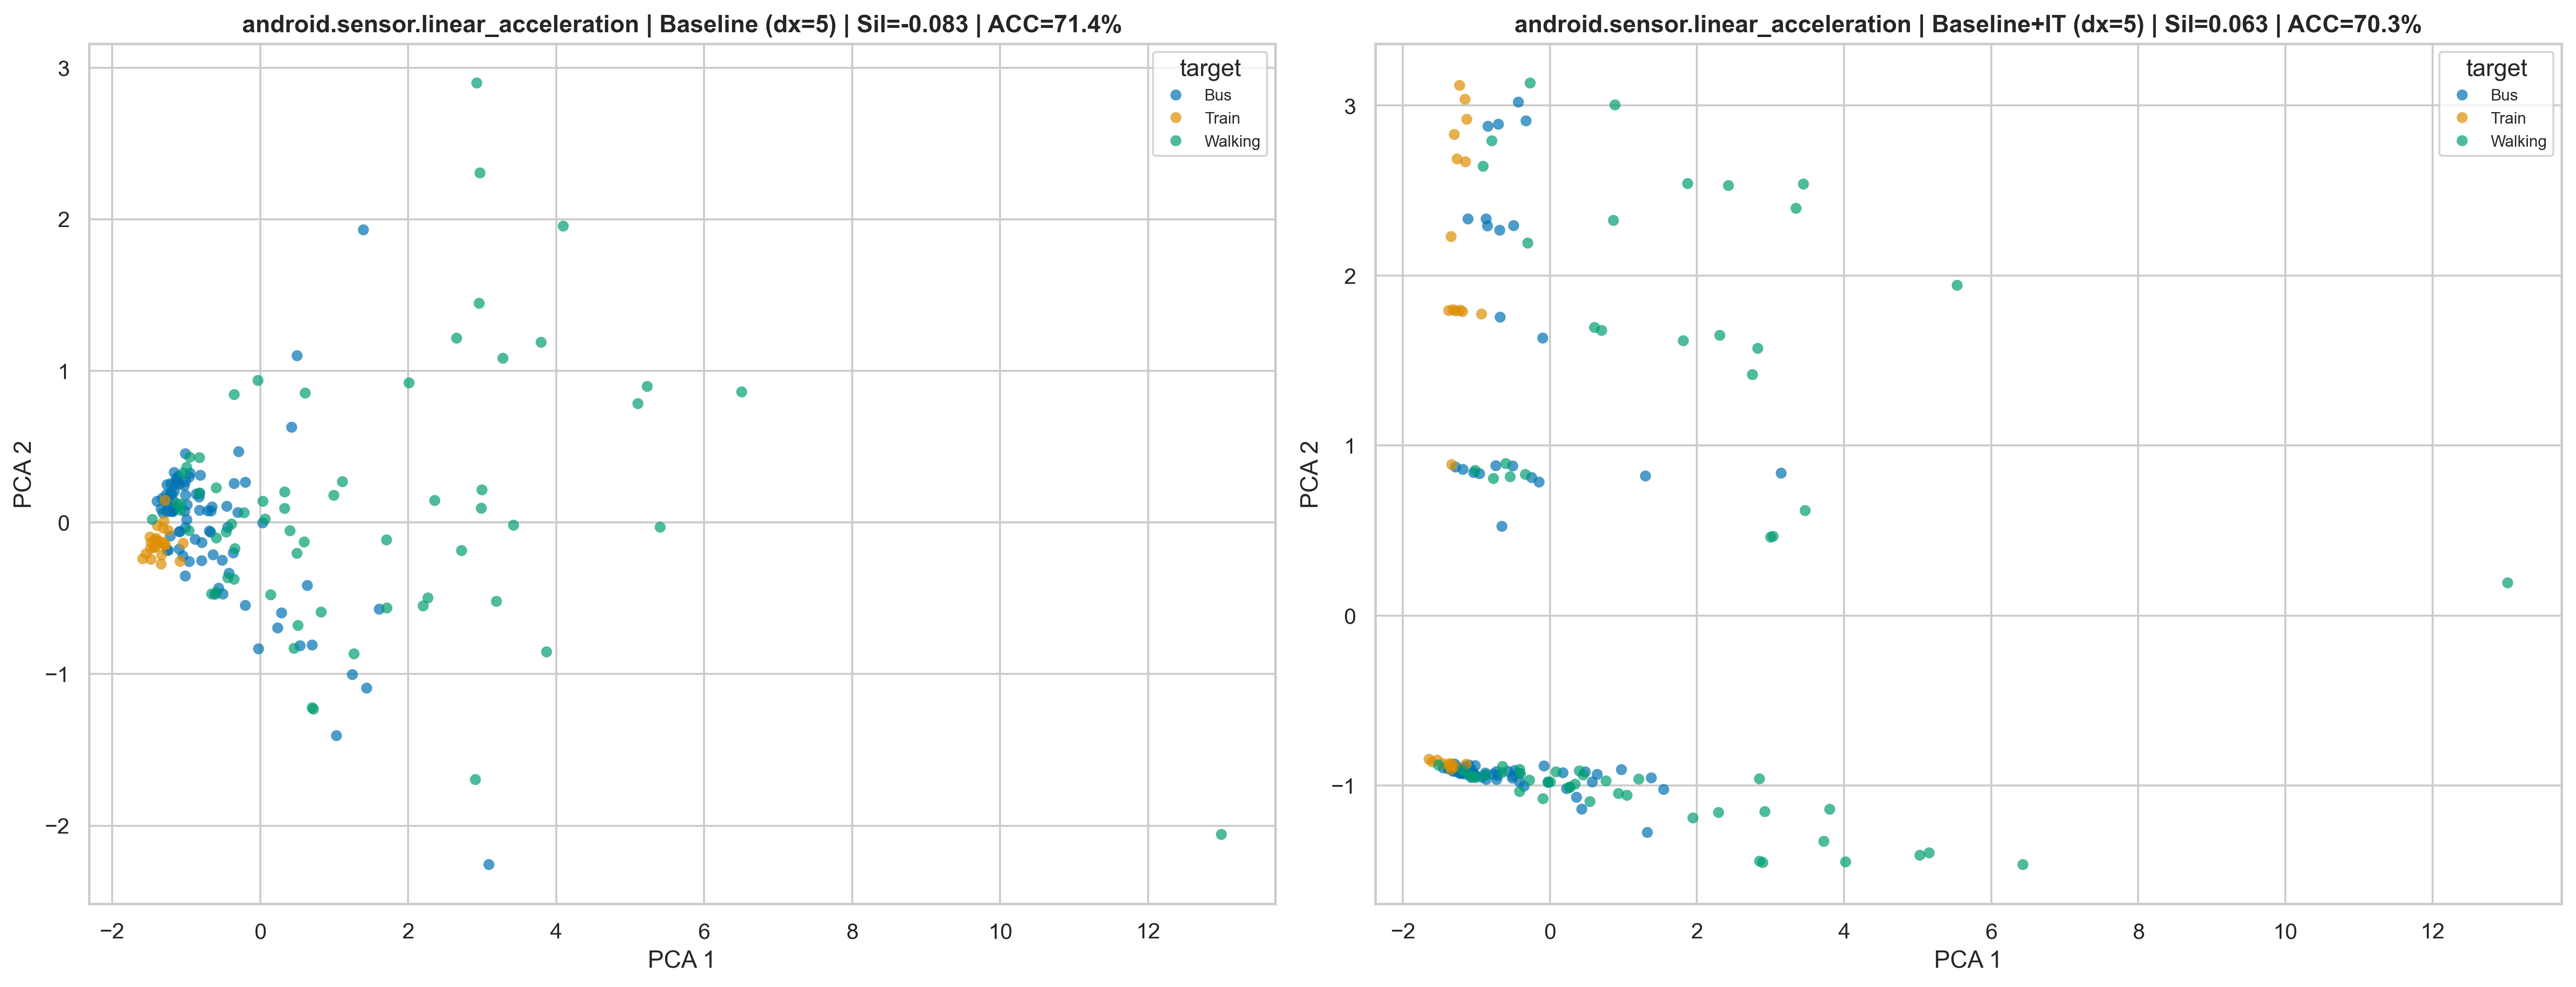 android.sensor.linear_acceleration | Baseline (dx=5) | Sil=-0.083 | ACC=71.4%
target
Bus
Train
Walking
3
2
1
0
−1
−2
PCA 2
−2 0 2 4 6 8 10 12
PCA 1
android.sensor.linear_acceleration | Baseline+IT (dx=5) | Sil=0.063 | ACC=70.3%
target
Bus
Train
Walking
3
2
1
0
−1
PCA 2
−2 0 2 4 6 8 10 12
PCA 1